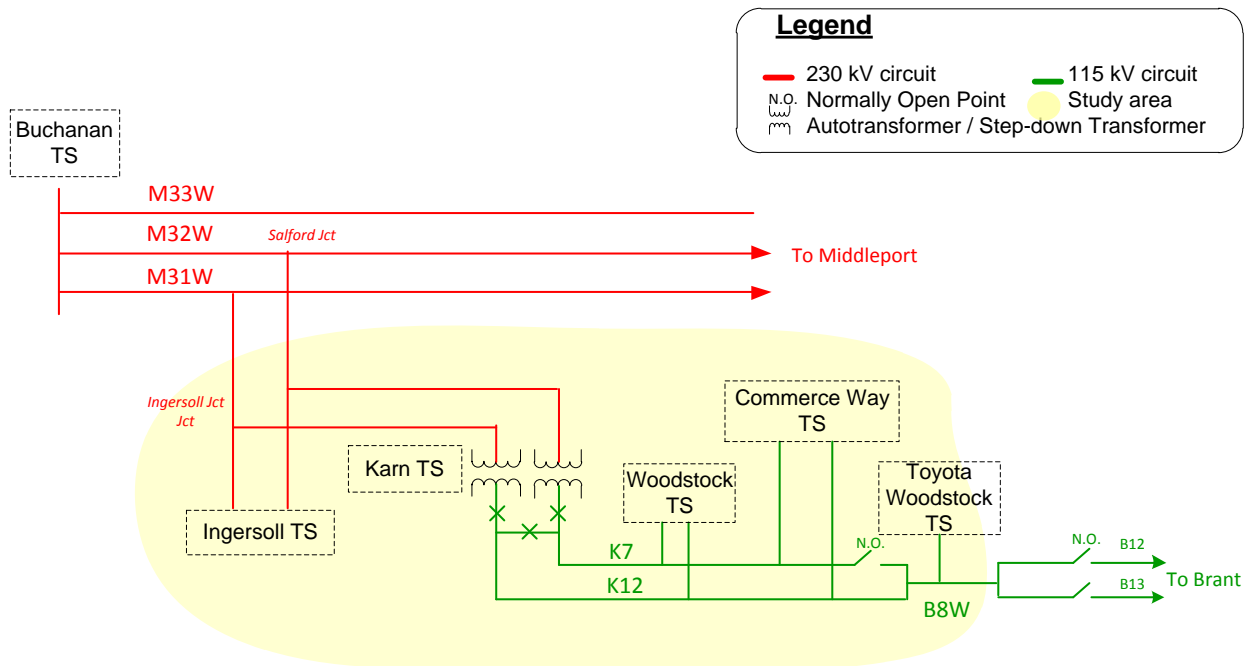 Legend
230 kV circuit
115 kV circuit
N.O. Normally Open Point
Study area
Autotransformer / Step-down Transformer
Buchanan
TS
M33W
M32W
Salford Jct
To Middleport
M31W
Ingersoll Jct
Jct
Commerce Way
TS
Karn TS
Woodstock
TS
Toyota
Woodstock
TS
Ingersoll TS
K7
N.O.
N.O.
B12
K12
To Brant
B13
B8W